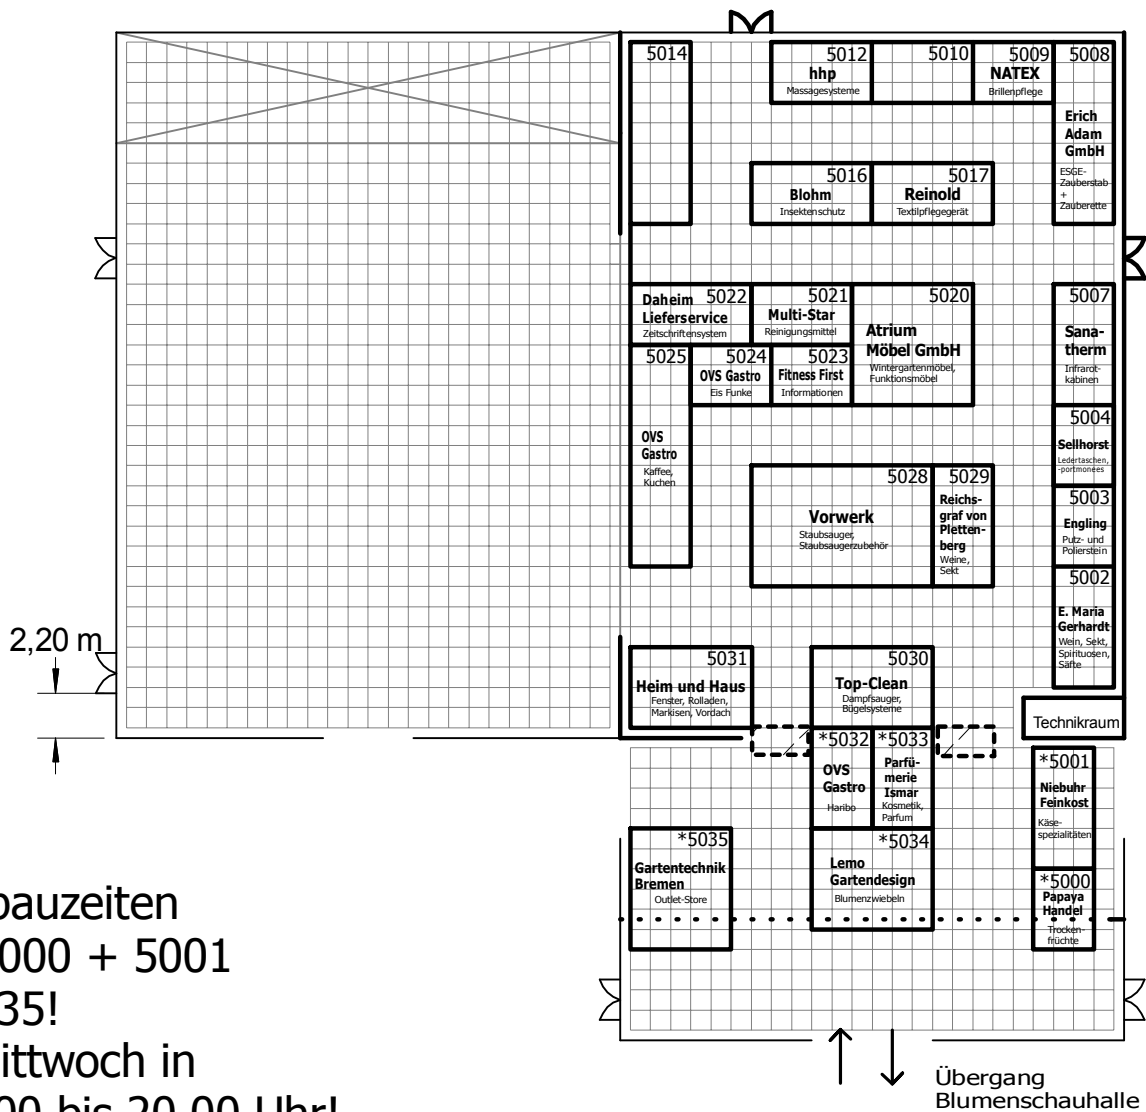 5014
5012
hhp
Massagesysteme
5010
5009
NATEX
Brillenpflege
5008
Erich
Adam
GmbH
ESGE-
Zauberstab
+
Zauberette
5016
Blohm
Insektenschutz
5017
Reinold
Textilpflegegerät
Daheim 5022
Lieferservice
Zeitschriftensystem
5021
Multi-Star
Reinigungsmittel
5020
Atrium
Möbel GmbH
Wintergartenmöbel,
Funktionsmöbel
5007
Sana-
therm
Infrarot-
kabinen
5025
OVS
Gastro
Kaffee,
Kuchen
5024
OVS Gastro
Eis Funke
5023
Fitness First
Informationen
5004
Sellhorst
Ledertaschen,
-portmonees
5028
Vorwerk
Staubsauger,
Staubsaugerzubehör
5029
Reichs-
graf von
Pletten-
berg
Weine,
Sekt
5003
Engling
Putz- und
Polierstein
5002
E. Maria
Gerhardt
Wein, Sekt,
Spirituosen,
Säfte
2,20 m
5031
Heim und Haus
Fenster, Rolladen,
Markisen, Vordach
5030
Top-Clean
Dampfsauger,
Bügelsysteme
Technikraum
*5032
OVS
Gastro
Haribo
*5033
Parfü-
merie
Ismar
Kosmetik,
Parfum
*5001
Niebuhr
Feinkost
Käse-
spezialitäten
*5035
Gartentechnik
Bremen
Outlet-Store
*5034
Lemo
Gartendesign
Blumenzwiebeln
*5000
Papaya
Handel
Trocken-
früchte
bauzeiten
000 + 5001
35!
ittwoch in
00 bis 20.00 Uhr!
Übergang
Blumenschauhalle